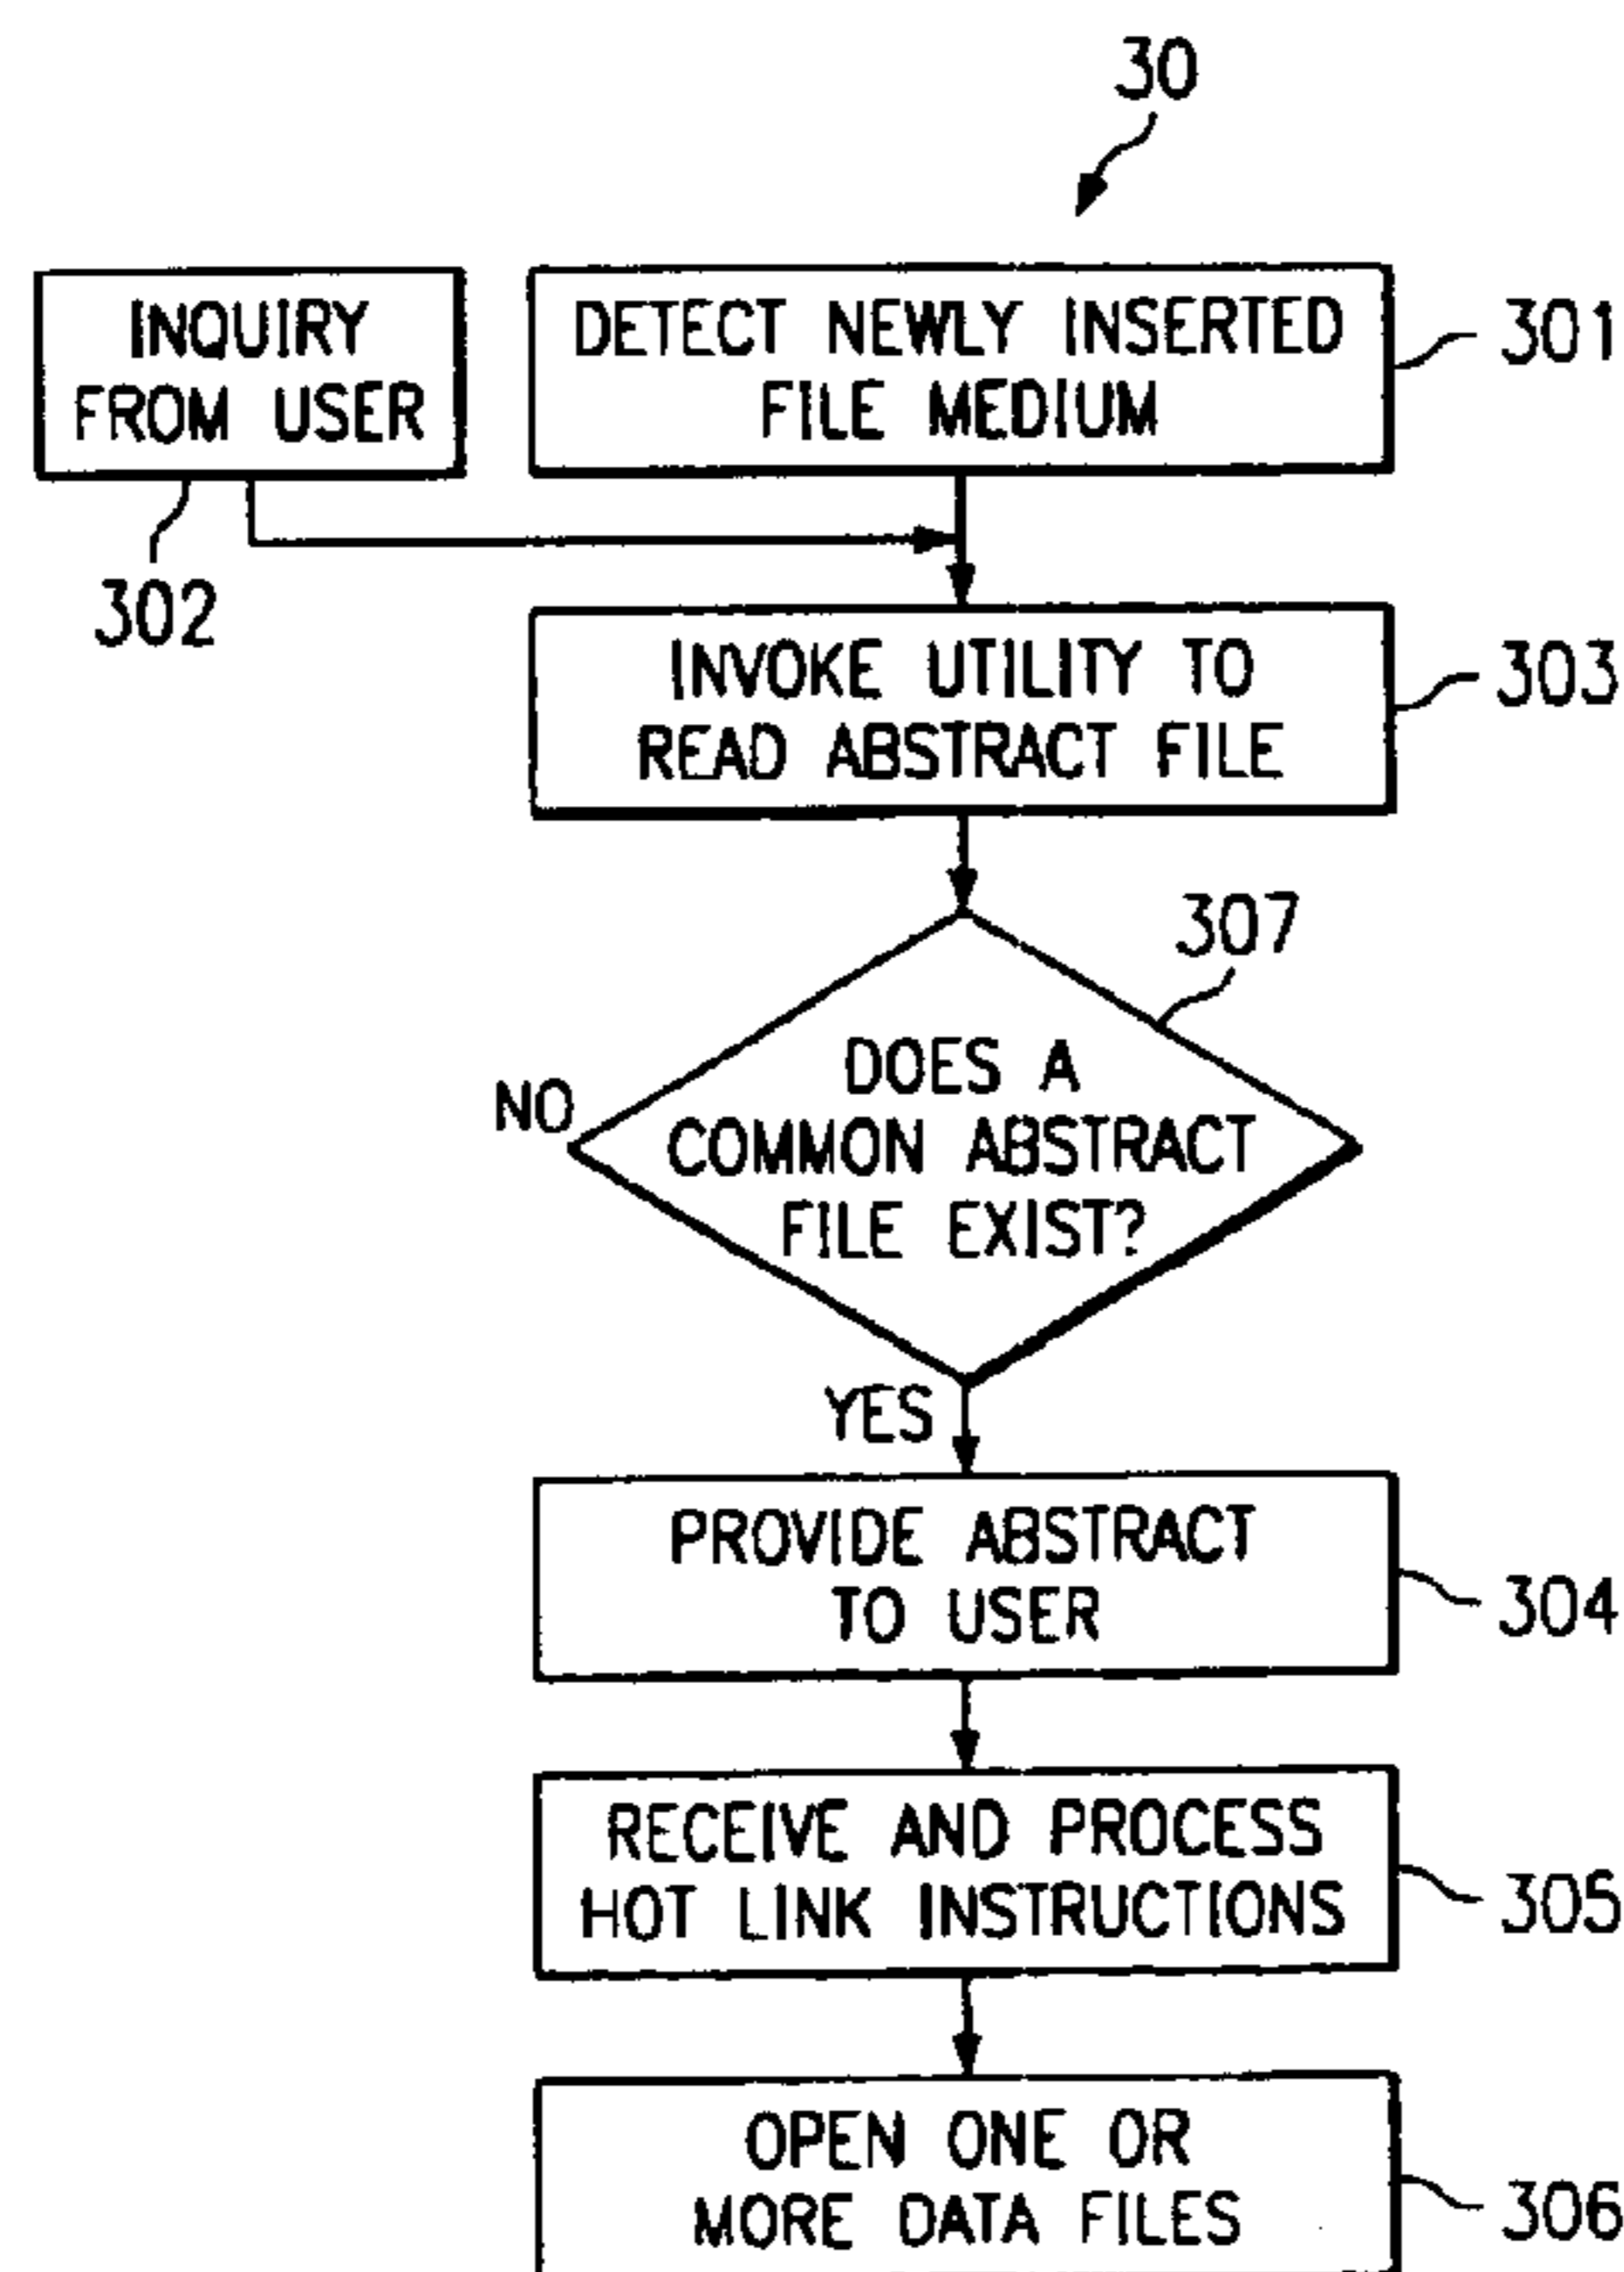 30
INQUIRY
FROM USER
302
DETECT NEWLY INSERTED
FILE MEDIUM
301
INVOKE UTILITY TO
READ ABSTRACT FILE
303
307
DOES A
COMMON ABSTRACT
FILE EXIST?
NO
YES
PROVIDE ABSTRACT
TO USER
304
RECEIVE AND PROCESS
HOT LINK INSTRUCTIONS
305
OPEN ONE OR
MORE DATA FILES
306